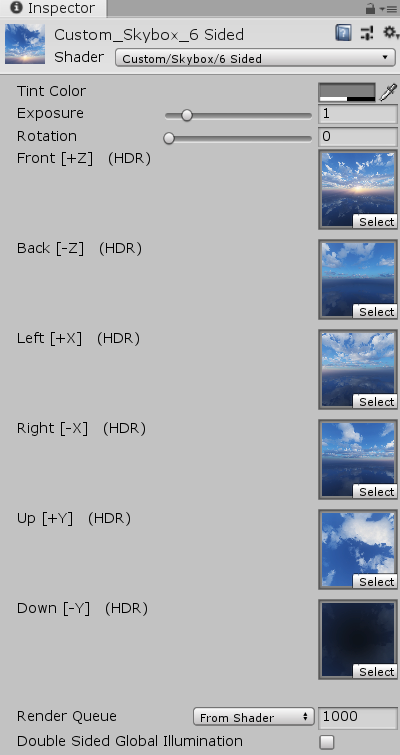 Inspector
Custom_Skybox_6 Sided
Shader Custom/Skybox/6 Sided
Tint Color
Exposure 1
Rotation 0
Front [+Z] (HDR)
Select
Back [-Z] (HDR)
Select
Left [+X] (HDR)
Select
Right [-X] (HDR)
Select
Up [+Y] (HDR)
Select
Down [-Y] (HDR)
Select
Render Queue From Shader 1000
Double Sided Global Illumination